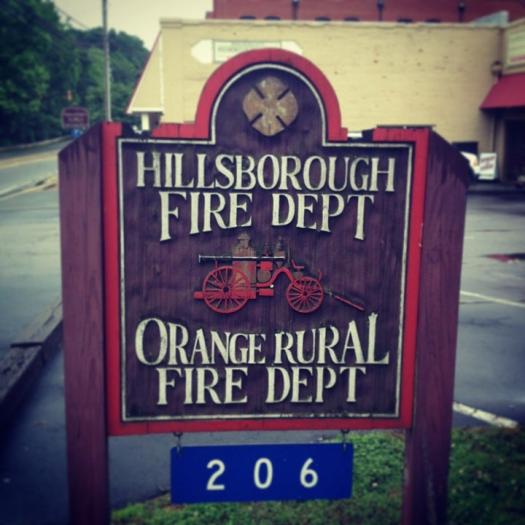 HILLSBOROUGH
FIRE DEPT
ORANGE RURAL
FIRE DEPT
206